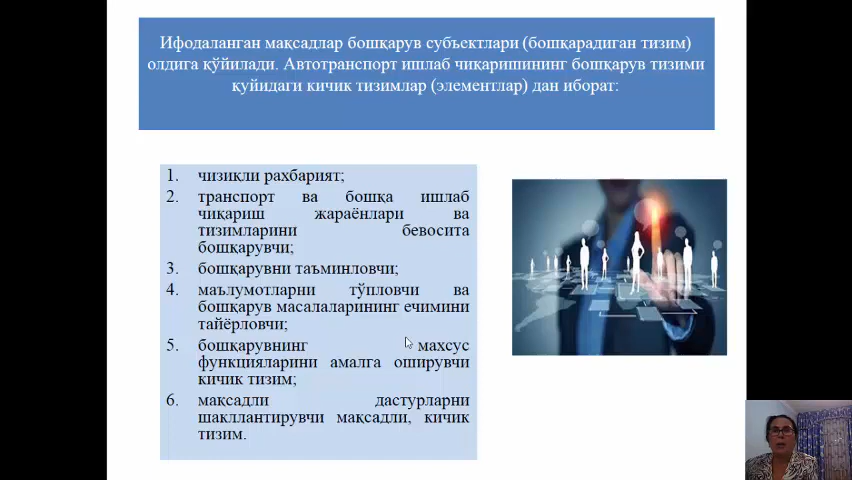 Ифодаланган мақсадлар бошқарув субъектлари (бошқарадиган тизим)
олдига қўйилади. Автотранспорт ишлаб чиқаришининг бошқарув тизими
қуйидаги кичик тизимлар (элементлар) дан иборат:
1. чизиқли рахбарият;
2. транспорт ва бошқа ишлаб
чиқариш жараёнлари ва
тизимларини бевосита
бошқарувчи;
3. бошқарувни таъминловчи;
4. маълумотларни тўпловчи ва
бошқарув масалаларининг ечимини
тайёрловчи;
5. бошқарувнинг махсус
функцияларини амалга оширувчи
кичик тизим;
6. мақсадли дастурларни
шакллантирувчи мақсадли, кичик
тизим.